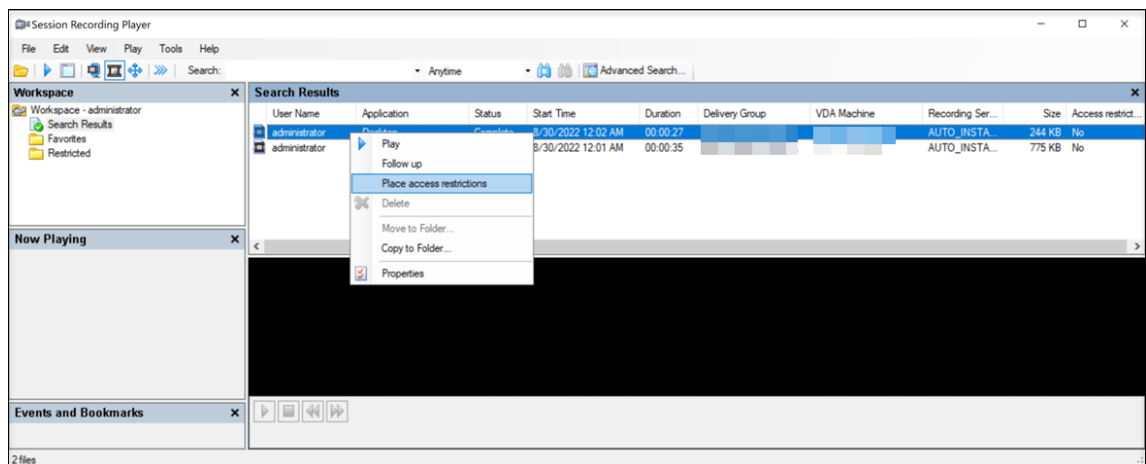 Session Recording Player
File Edit View Play Tools Help
Search: Anytime Advanced Search...
Workspace
Workspace - administrator
Search Results
Favorites
Restricted
Now Playing
Events and Bookmarks
2 files
Search Results
User Name Application Status Start Time Duration Delivery Group VDA Machine Recording Ser... Size Access restrict...
administrator Desktop Complete 8/30/2022 12:02 AM 00:00:27 AUTO_INSTA... 244 KB No
administrator 8/30/2022 12:01 AM 00:00:35 AUTO_INSTA... 775 KB No
Play
Follow up
Place access restrictions
Delete
Move to Folder...
Copy to Folder...
Properties